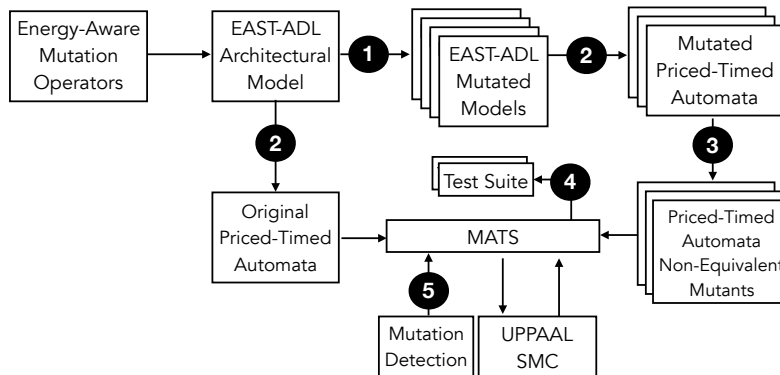 Energy-Aware
Mutation
Operators
EAST-ADL
Architectural
Model
1
EAST-ADL
Mutated
Models
2
Mutated
Priced-Timed
Automata
2
3
Test Suite
4
Original
Priced-Timed
Automata
MATS
Priced-Timed
Automata
Non-Equivalent
Mutants
5
Mutation
Detection
UPPAAL
SMC